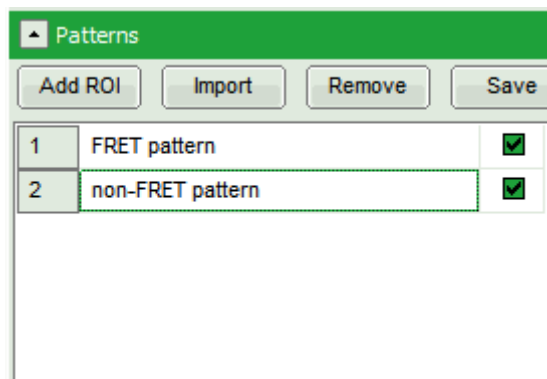 Patterns
Add ROI Import Remove Save
1 FRET pattern
2 non-FRET pattern